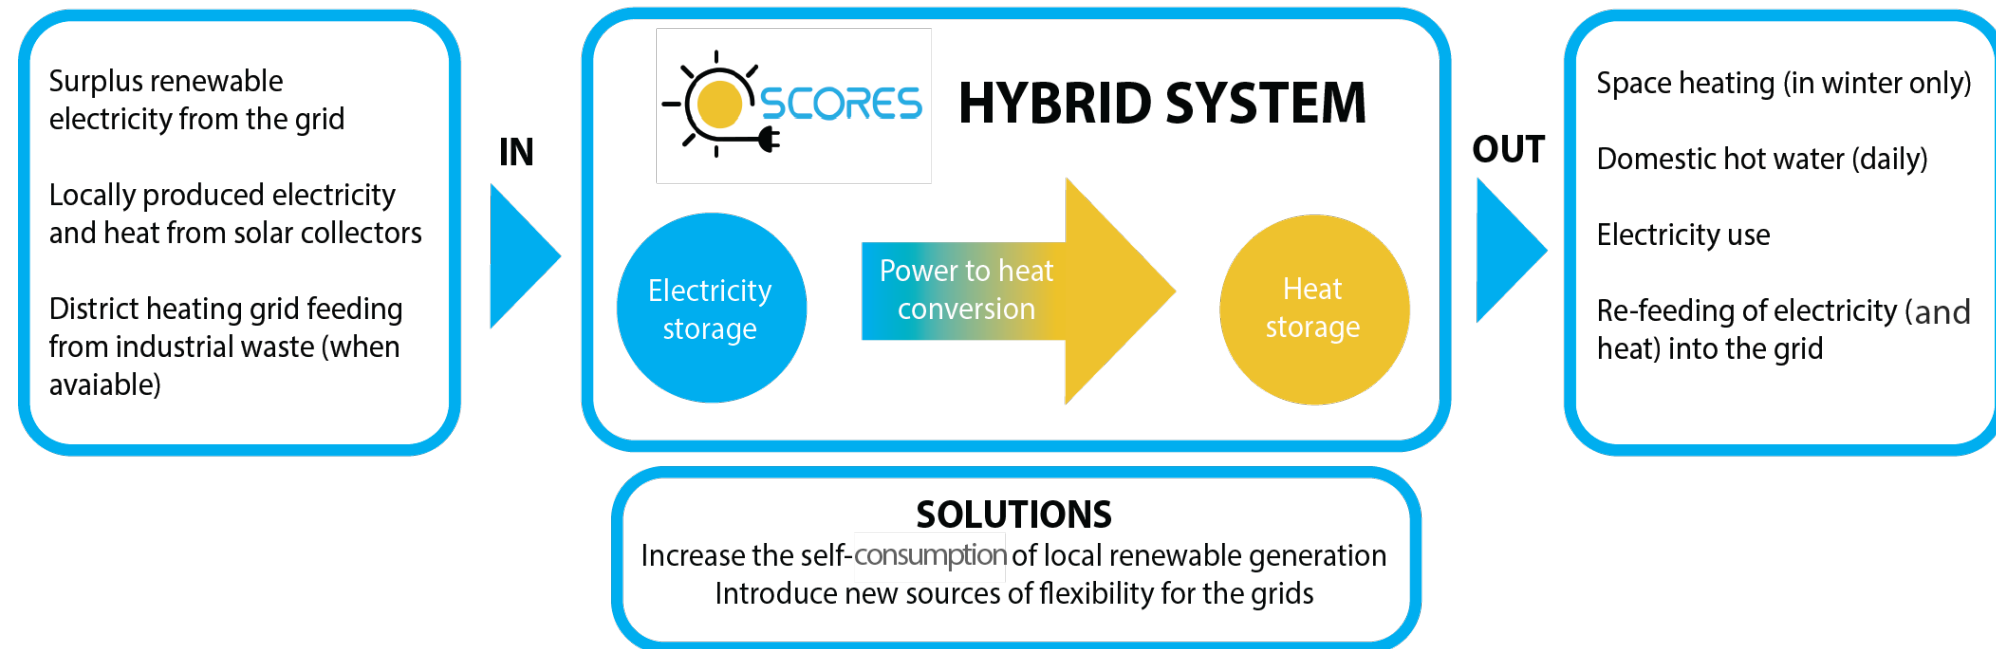 Surplus renewable
electricity from the grid
Locally produced electricity
and heat from solar collectors
District heating grid feeding
from industrial waste (when
avaiable)
IN
SCORES
HYBRID SYSTEM
Electricity
storage
Power to heat
conversion
Heat
storage
OUT
Space heating (in winter only)
Domestic hot water (daily)
Electricity use
Re-feeding of electricity (and
heat) into the grid
SOLUTIONS
Increase the self-consumption of local renewable generation
Introduce new sources of flexibility for the grids